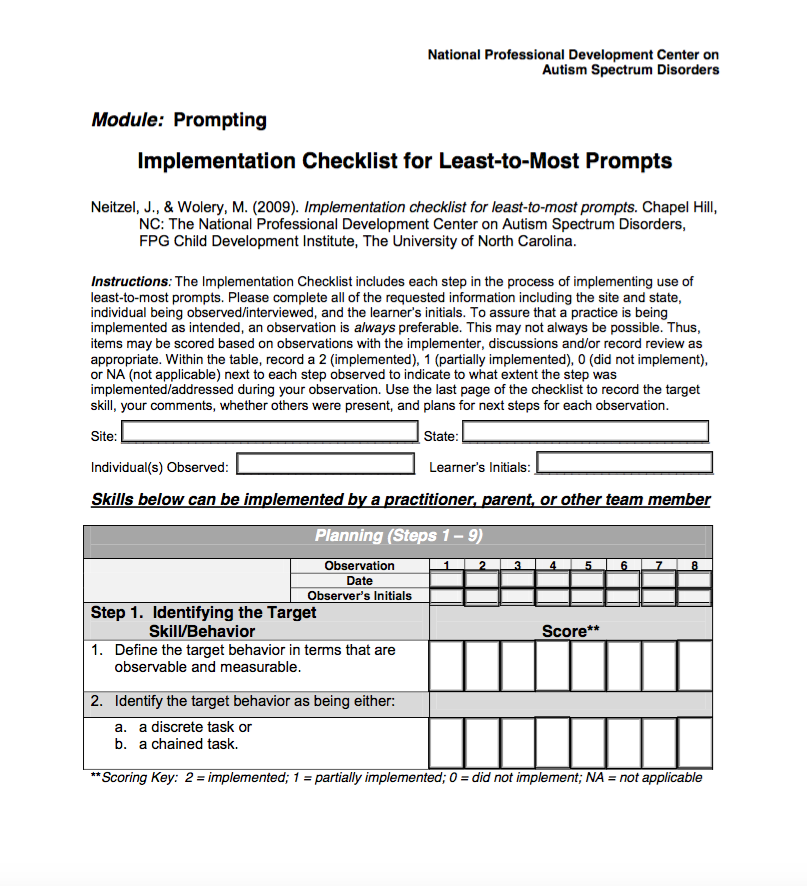 National Professional Development Center on
Autism Spectrum Disorders
Module: Prompting
Implementation Checklist for Least-to-Most Prompts
Neitzel, J., & Wolery, M. (2009). Implementation checklist for least-to-most prompts. Chapel Hill,
NC: The National Professional Development Center on Autism Spectrum Disorders,
FPG Child Development Institute, The University of North Carolina.
Instructions: The Implementation Checklist includes each step in the process of implementing use of
least-to-most prompts. Please complete all of the requested information including the site and state,
individual being observed/interviewed, and the learner's initials. To assure that a practice is being
implemented as intended, an observation is always preferable. This may not always be possible. Thus,
items may be scored based on observations with the implementer, discussions and/or record review as
appropriate. Within the table, record a 2 (implemented), 1 (partially implemented), 0 (did not implement),
or NA (not applicable) next to each step observed to indicate to what extent the step was
implemented/addressed during your observation. Use the last page of the checklist to record the target
skill, your comments, whether others were present, and plans for next steps for each observation.
Site: State:
Individual(s) Observed: Learner's Initials:
Skills below can be implemented by a practitioner, parent, or other team member
Planning (Steps 1 – 9)
Observation 1 2 3 4 5 6 7 8
Date
Observer's Initials
Step 1. Identifying the Target
Skill/Behavior Score**
1. Define the target behavior in terms that are
observable and measurable.
2. Identify the target behavior as being either:
a. a discrete task or
b. a chained task.
**Scoring Key: 2 = implemented; 1 = partially implemented; 0 = did not implement; NA = not applicable